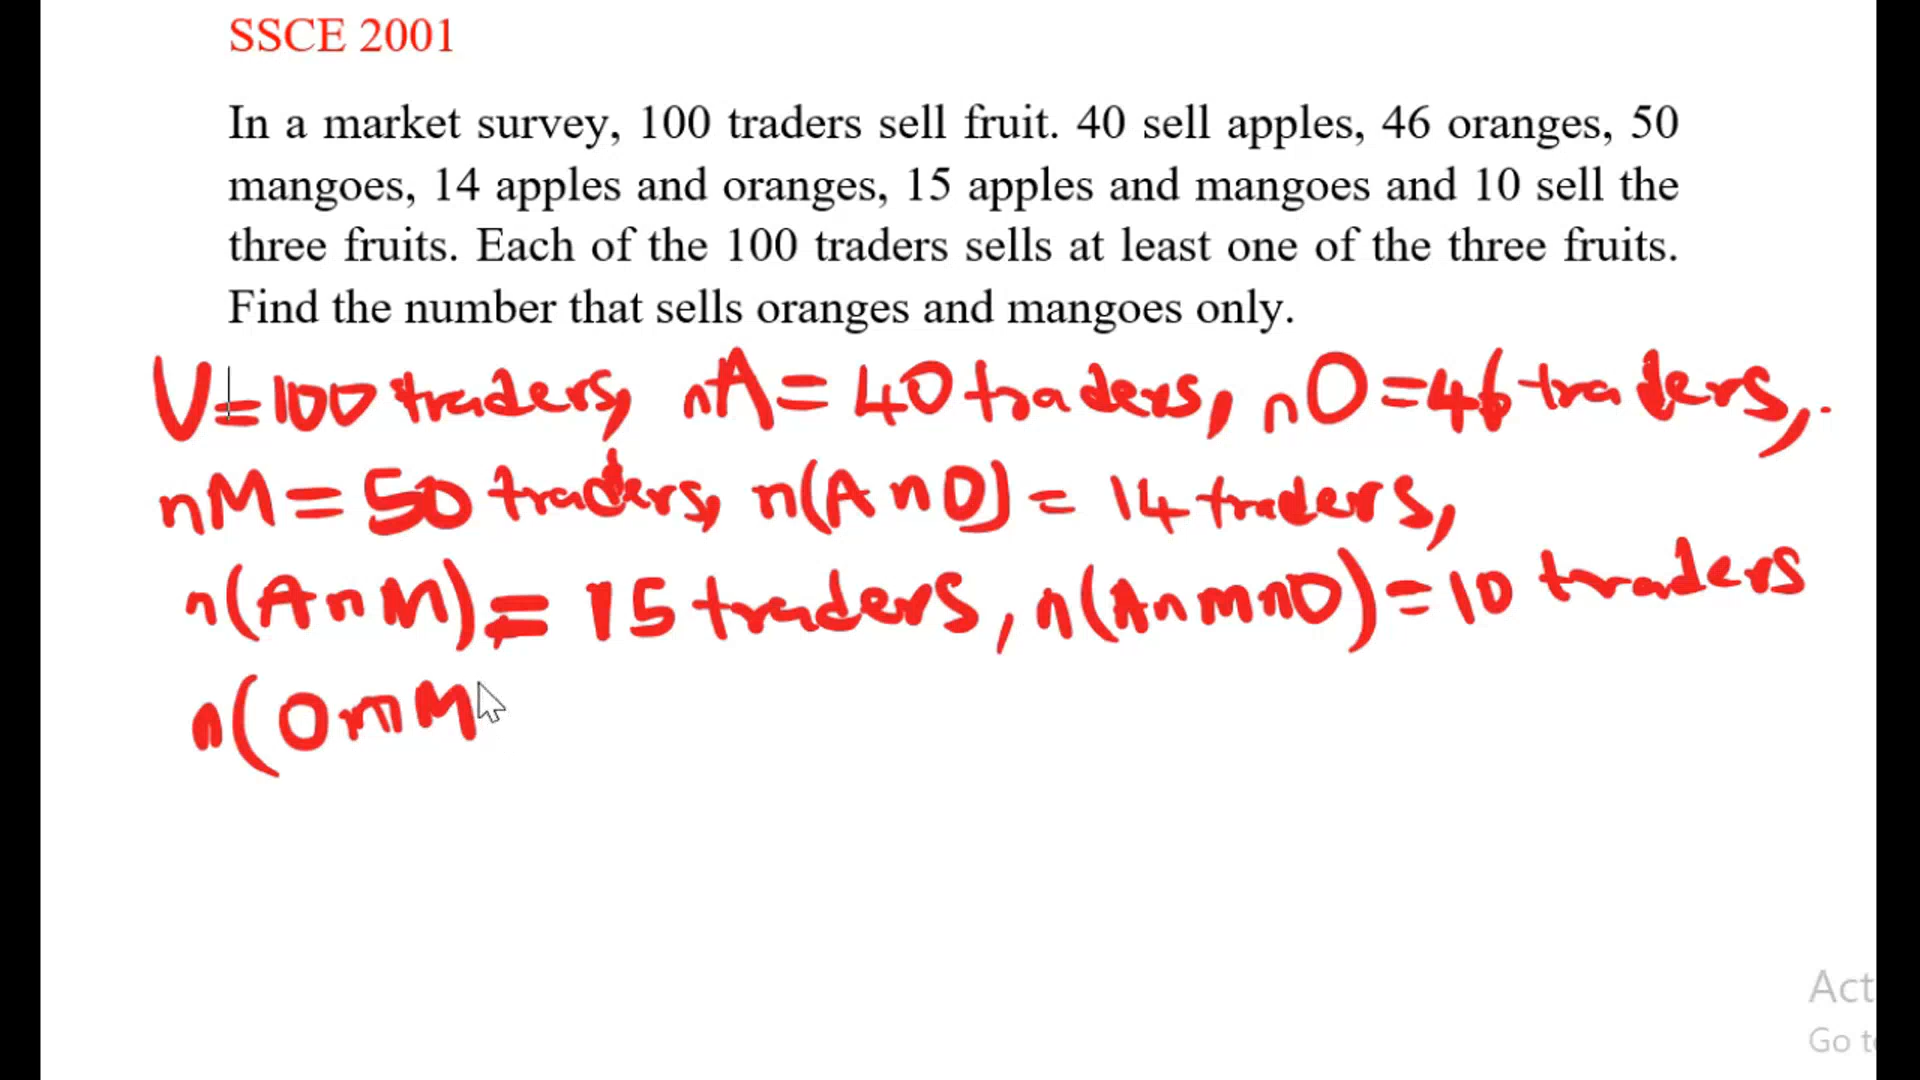 SSCE 2001
In a market survey, 100 traders sell fruit. 40 sell apples, 46 oranges, 50
mangoes, 14 apples and oranges, 15 apples and mangoes and 10 sell the
three fruits. Each of the 100 traders sells at least one of the three fruits.
Find the number that sells oranges and mangoes only.
U=100 traders, nA = 40 traders, nO = 46 traders,
nM = 50 traders, n(A∩O) = 14 traders,
n(A∩M) = 15 traders, n(A∩M∩O) = 10 traders
n(O∩M
Act
Go to